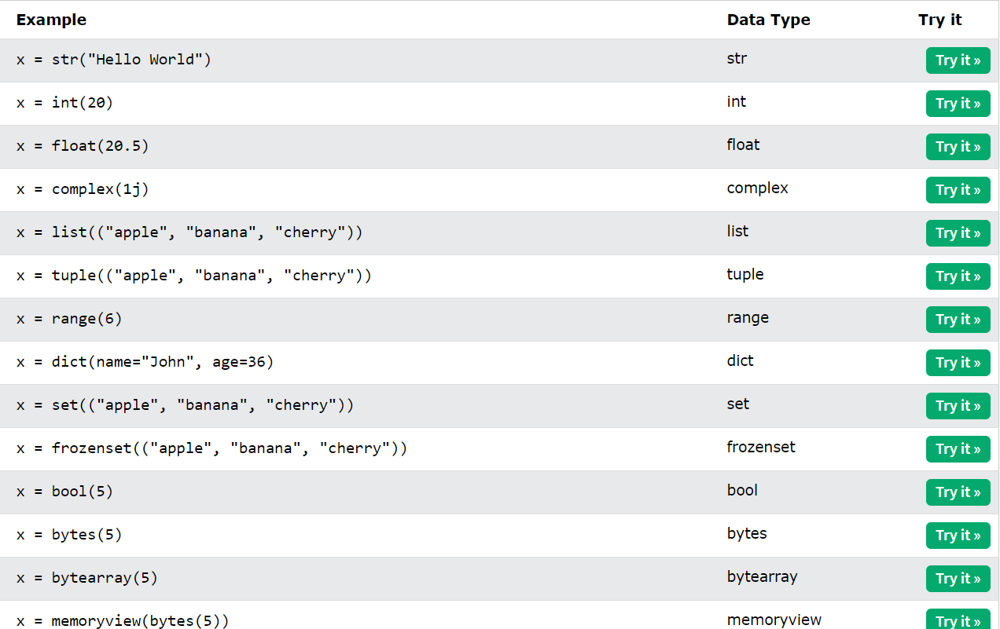 Example Data Type Try it
x = str("Hello World") str Try it »
x = int(20) int Try it »
x = float(20.5) float Try it »
x = complex(1j) complex Try it »
x = list(("apple", "banana", "cherry")) list Try it »
x = tuple(("apple", "banana", "cherry")) tuple Try it »
x = range(6) range Try it »
x = dict(name="John", age=36) dict Try it »
x = set(("apple", "banana", "cherry")) set Try it »
x = frozenset(("apple", "banana", "cherry")) frozenset Try it »
x = bool(5) bool Try it »
x = bytes(5) bytes Try it »
x = bytearray(5) bytearray Try it »
x = memoryview(bytes(5)) memoryview Try it »